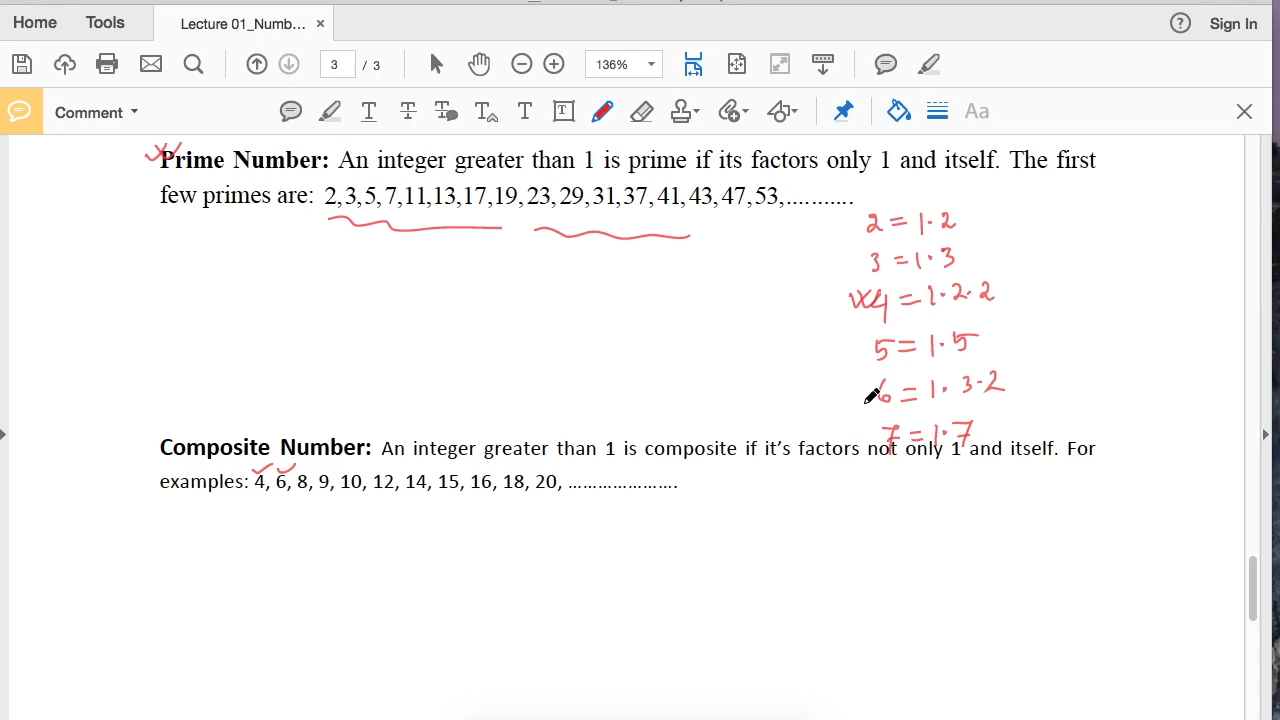 Home Tools Lecture 01_Numb... × ? Sign In
3 / 3 136%
Comment T T T T T T Aa
Prime Number: An integer greater than 1 is prime if its factors only 1 and itself. The first
few primes are: 2,3,5,7,11,13,17,19,23,29,31,37,41,43,47,53,...........
2 = 1·2
3 = 1·3
4 = 1·2·2
5 = 1·5
6 = 1·3·2
7 = 1·7
Composite Number: An integer greater than 1 is composite if it’s factors not only 1 and itself. For
examples: 4, 6, 8, 9, 10, 12, 14, 15, 16, 18, 20, .....................